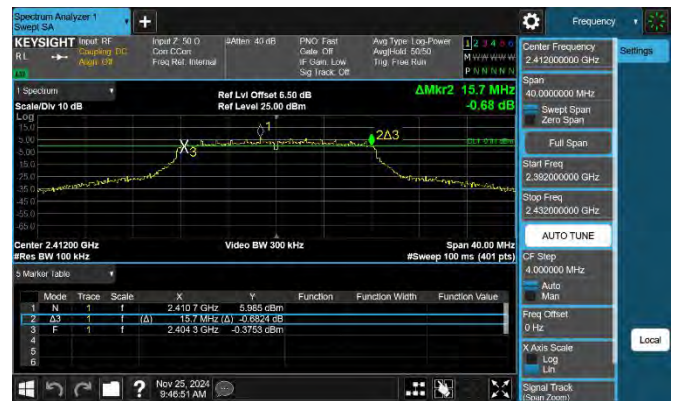 Spectrum Analyzer 1
Swept SA
Frequency
KEYSIGHT
Input: RF
Input Z: 50 Ω
#Atten: 40 dB
PNO: Fast
Avg Type: Log-Power
1 2 3 4 5 6
RL
Coupling: DC
Corr CCorr
Gate: Off
Avg|Hold: 50/50
M W W W W W
Align: Off
Freq Ref: Internal
IF Gain: Low
Trig: Free Run
Sig Track: Off
P N N N N N
Center Frequency
2.412000000 GHz
Settings
Span
40.0000000 MHz
Swept Span
Zero Span
Full Span
Start Freq
2.392000000 GHz
Stop Freq
2.432000000 GHz
AUTO TUNE
CF Step
4.000000 MHz
Auto
Man
Freq Offset
0 Hz
X Axis Scale
Log
Lin
Signal Track
(Span Zoom)
Local
1 Spectrum
Ref Lvl Offset 6.50 dB
ΔMkr2 15.7 MHz
Scale/Div 10 dB
Ref Level 25.00 dBm
-0.68 dB
Log
15.0
5.00
-5.00
-15.0
-25.0
-35.0
-45.0
-55.0
-65.0
1
2Δ3
X3
Center 2.41200 GHz
Video BW 300 kHz
Span 40.00 MHz
#Res BW 100 kHz
#Sweep 100 ms (401 pts)
5 Marker Table
Mode Trace Scale X Y Function Function Width Function Value
1 N 1 f 2.410 7 GHz 5.985 dBm
2 Δ3 1 f (Δ) 15.7 MHz (Δ) -0.6824 dB
3 F 1 f 2.404 3 GHz -0.3753 dBm
4
5
6
?
Nov 25, 2024
9:46:51 AM